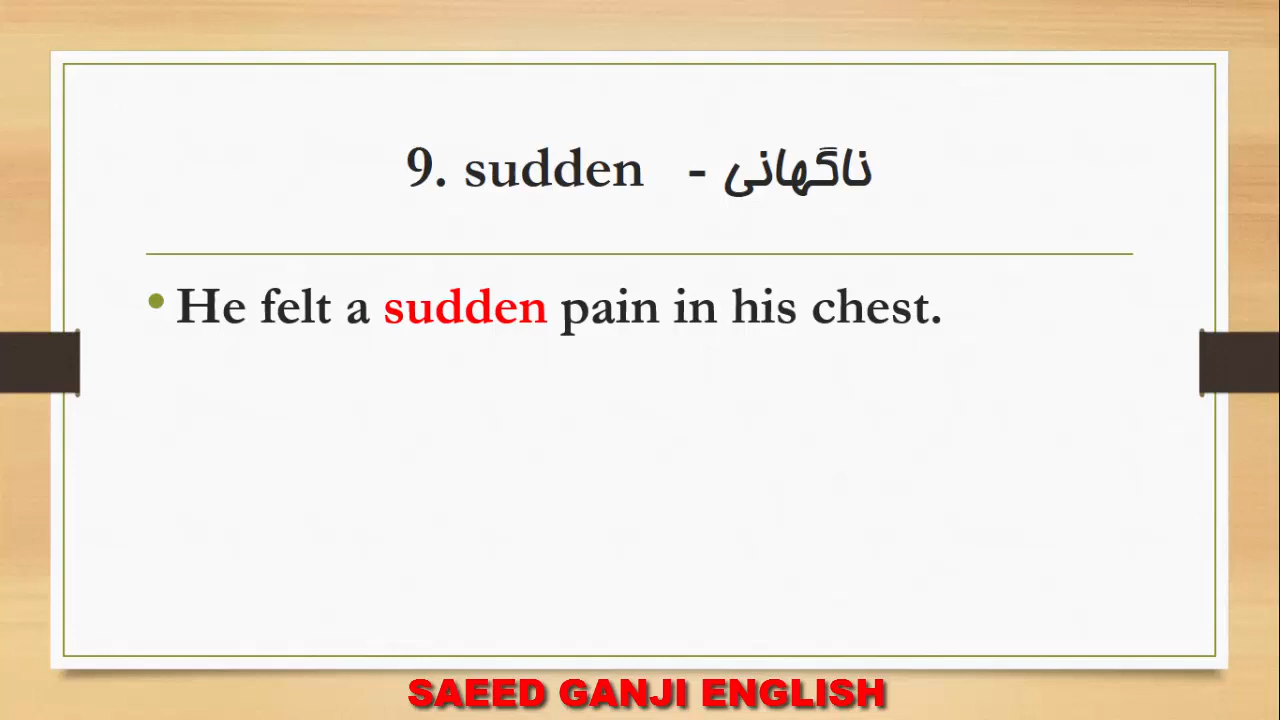 9. sudden - ناگهانی
• He felt a sudden pain in his chest.
SAEED GANJI ENGLISH